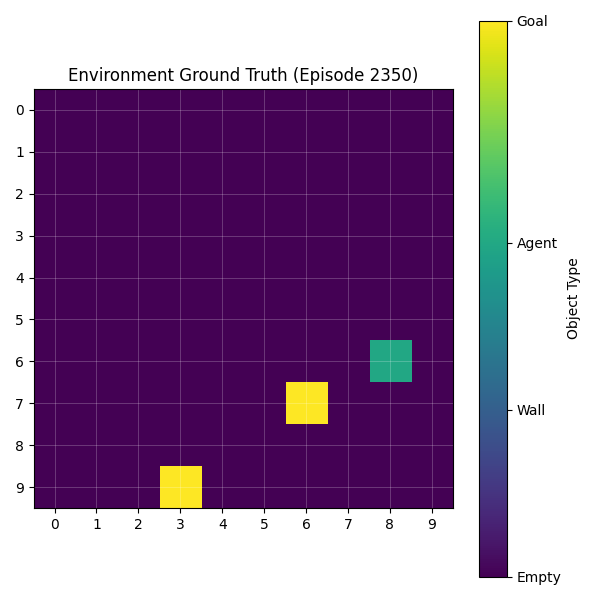 Environment Ground Truth (Episode 2350)
Goal
Agent
Wall
Empty
Object Type
0
1
2
3
4
5
6
7
8
9
0 1 2 3 4 5 6 7 8 9